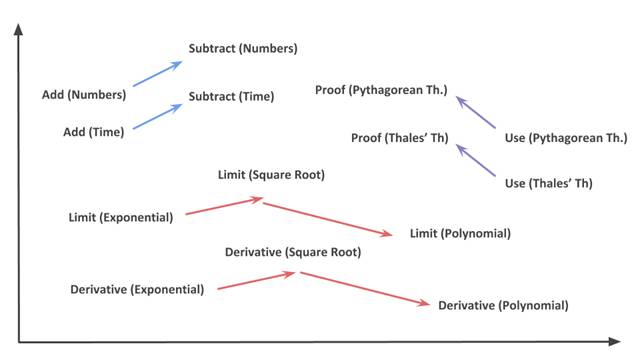 Subtract (Numbers)
Add (Numbers)
Subtract (Time)
Add (Time)
Proof (Pythagorean Th.)
Use (Pythagorean Th.)
Proof (Thales’ Th)
Use (Thales’ Th)
Limit (Square Root)
Limit (Exponential)
Limit (Polynomial)
Derivative (Square Root)
Derivative (Exponential)
Derivative (Polynomial)